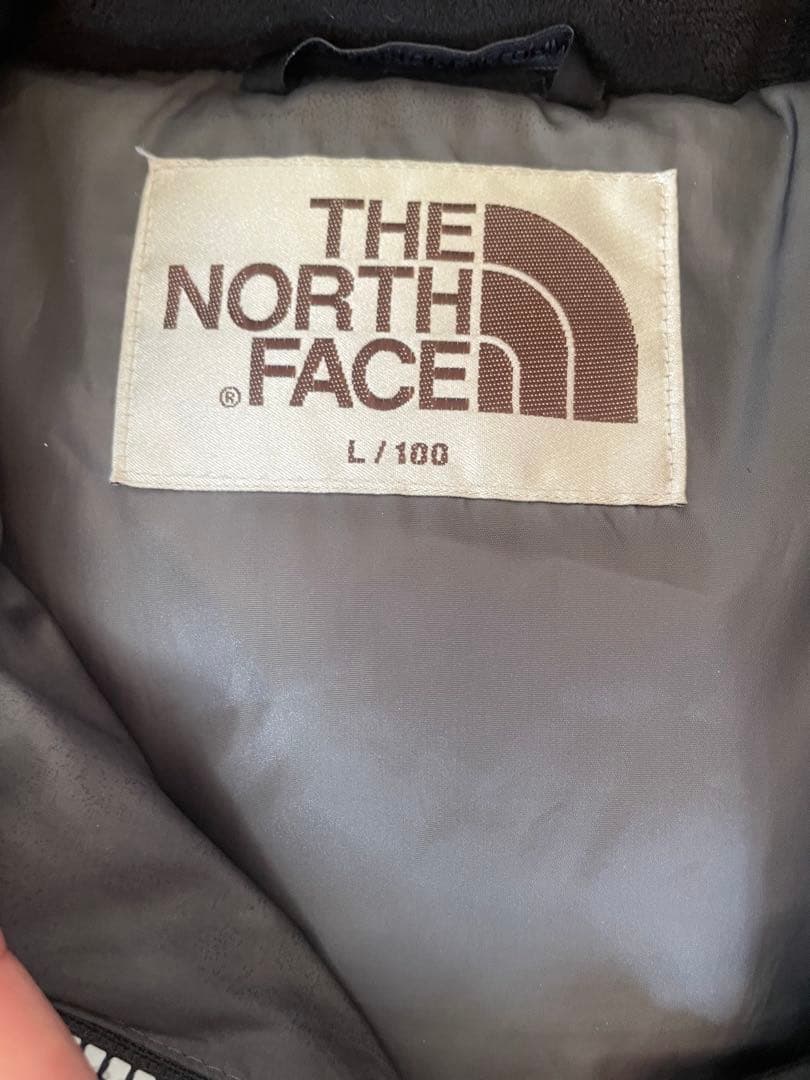 THE
NORTH
FACE
®
L / 100